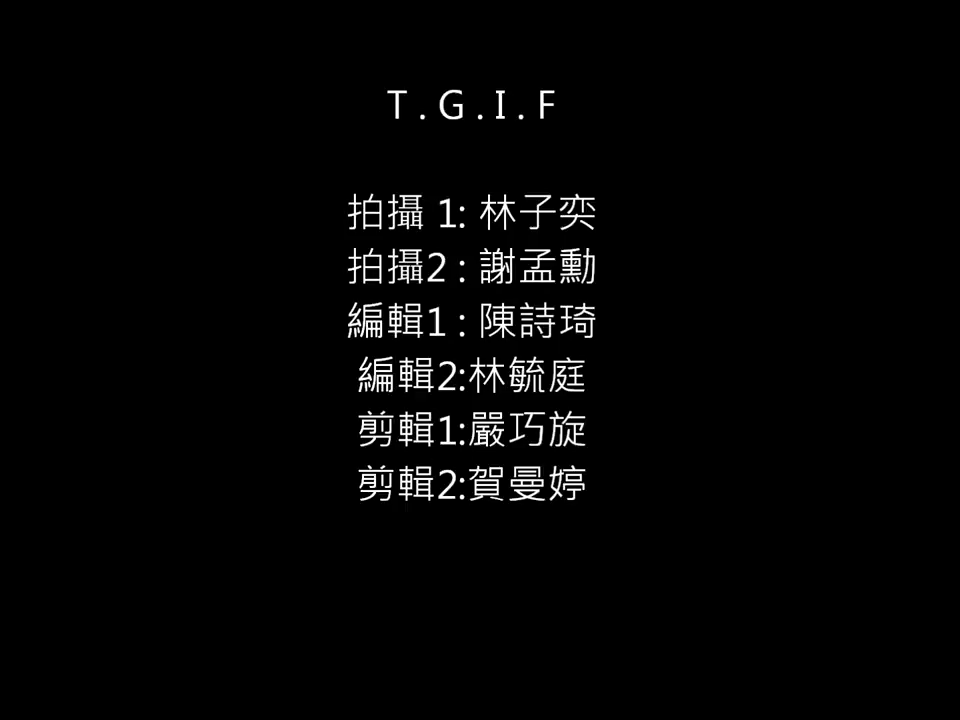 T . G . I . F
拍攝 1: 林子奕
拍攝2 : 謝孟勳
編輯1 : 陳詩琦
編輯2:林毓庭
剪輯1:嚴巧旋
剪輯2:賀曼婷